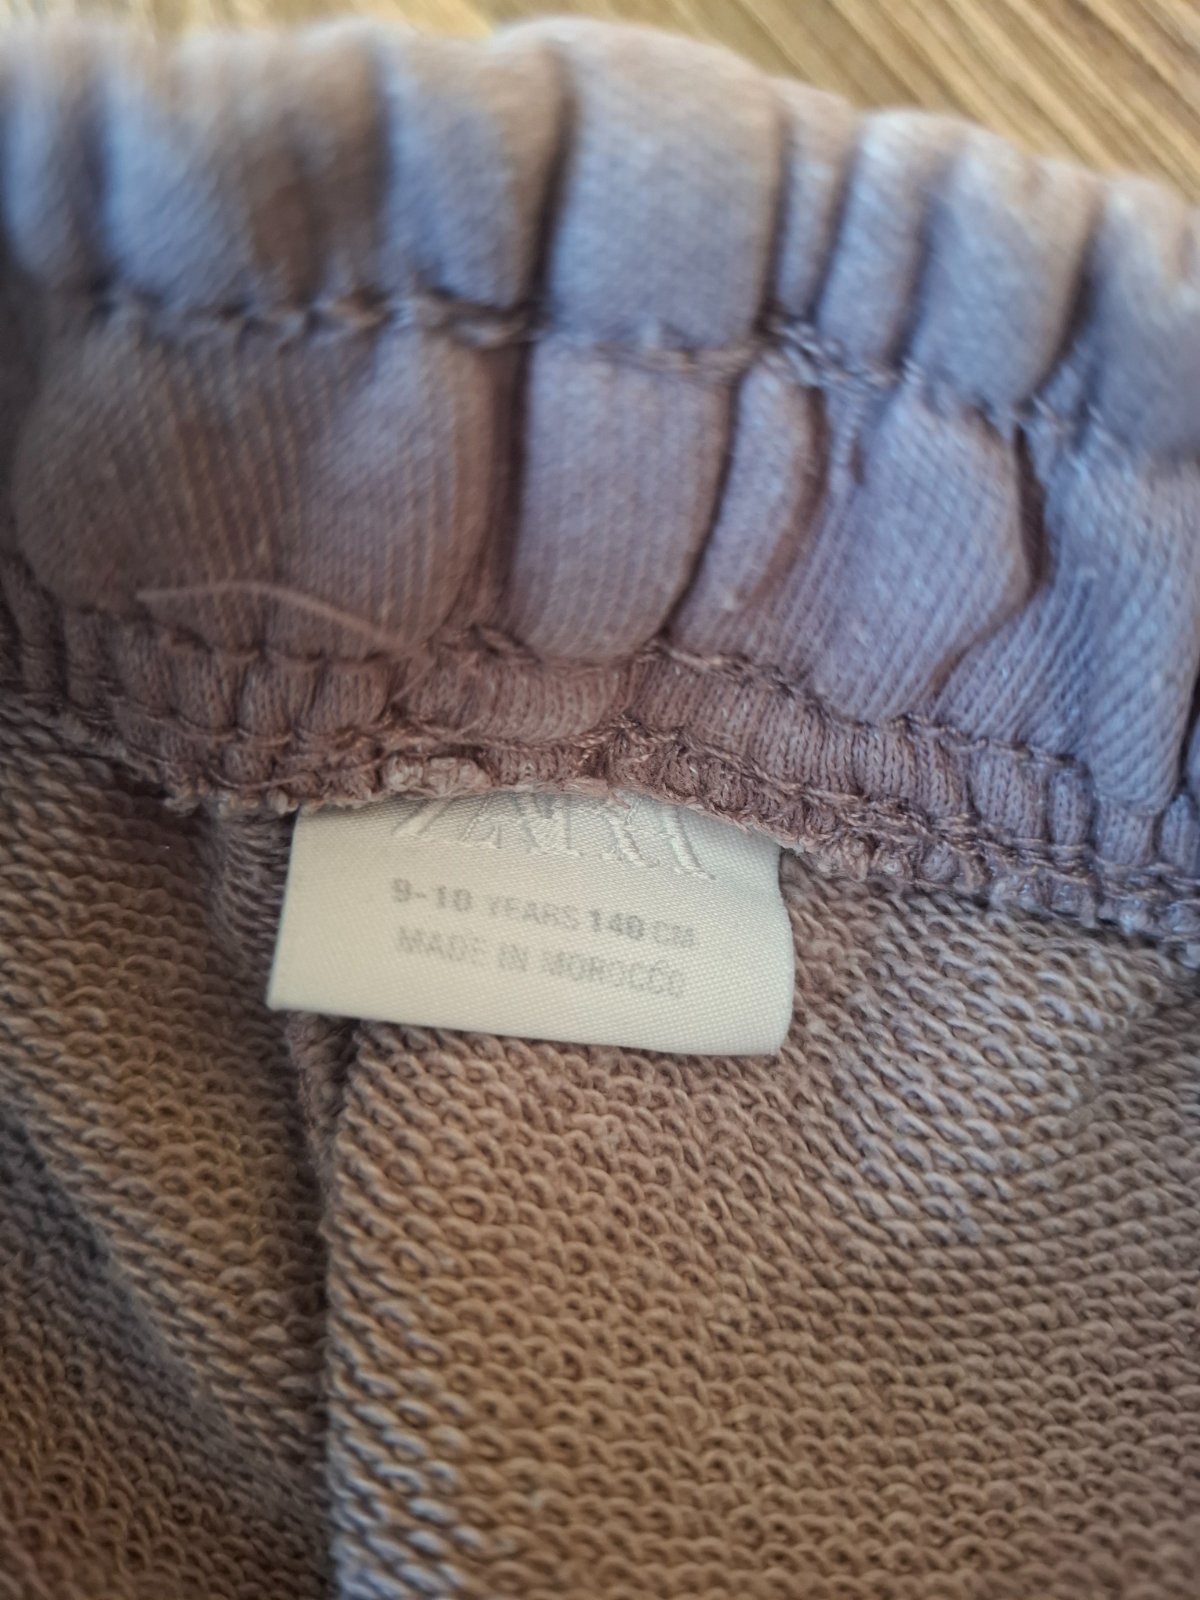 ZARA
9-10 YEARS 140 CM
MADE IN MOROCCO